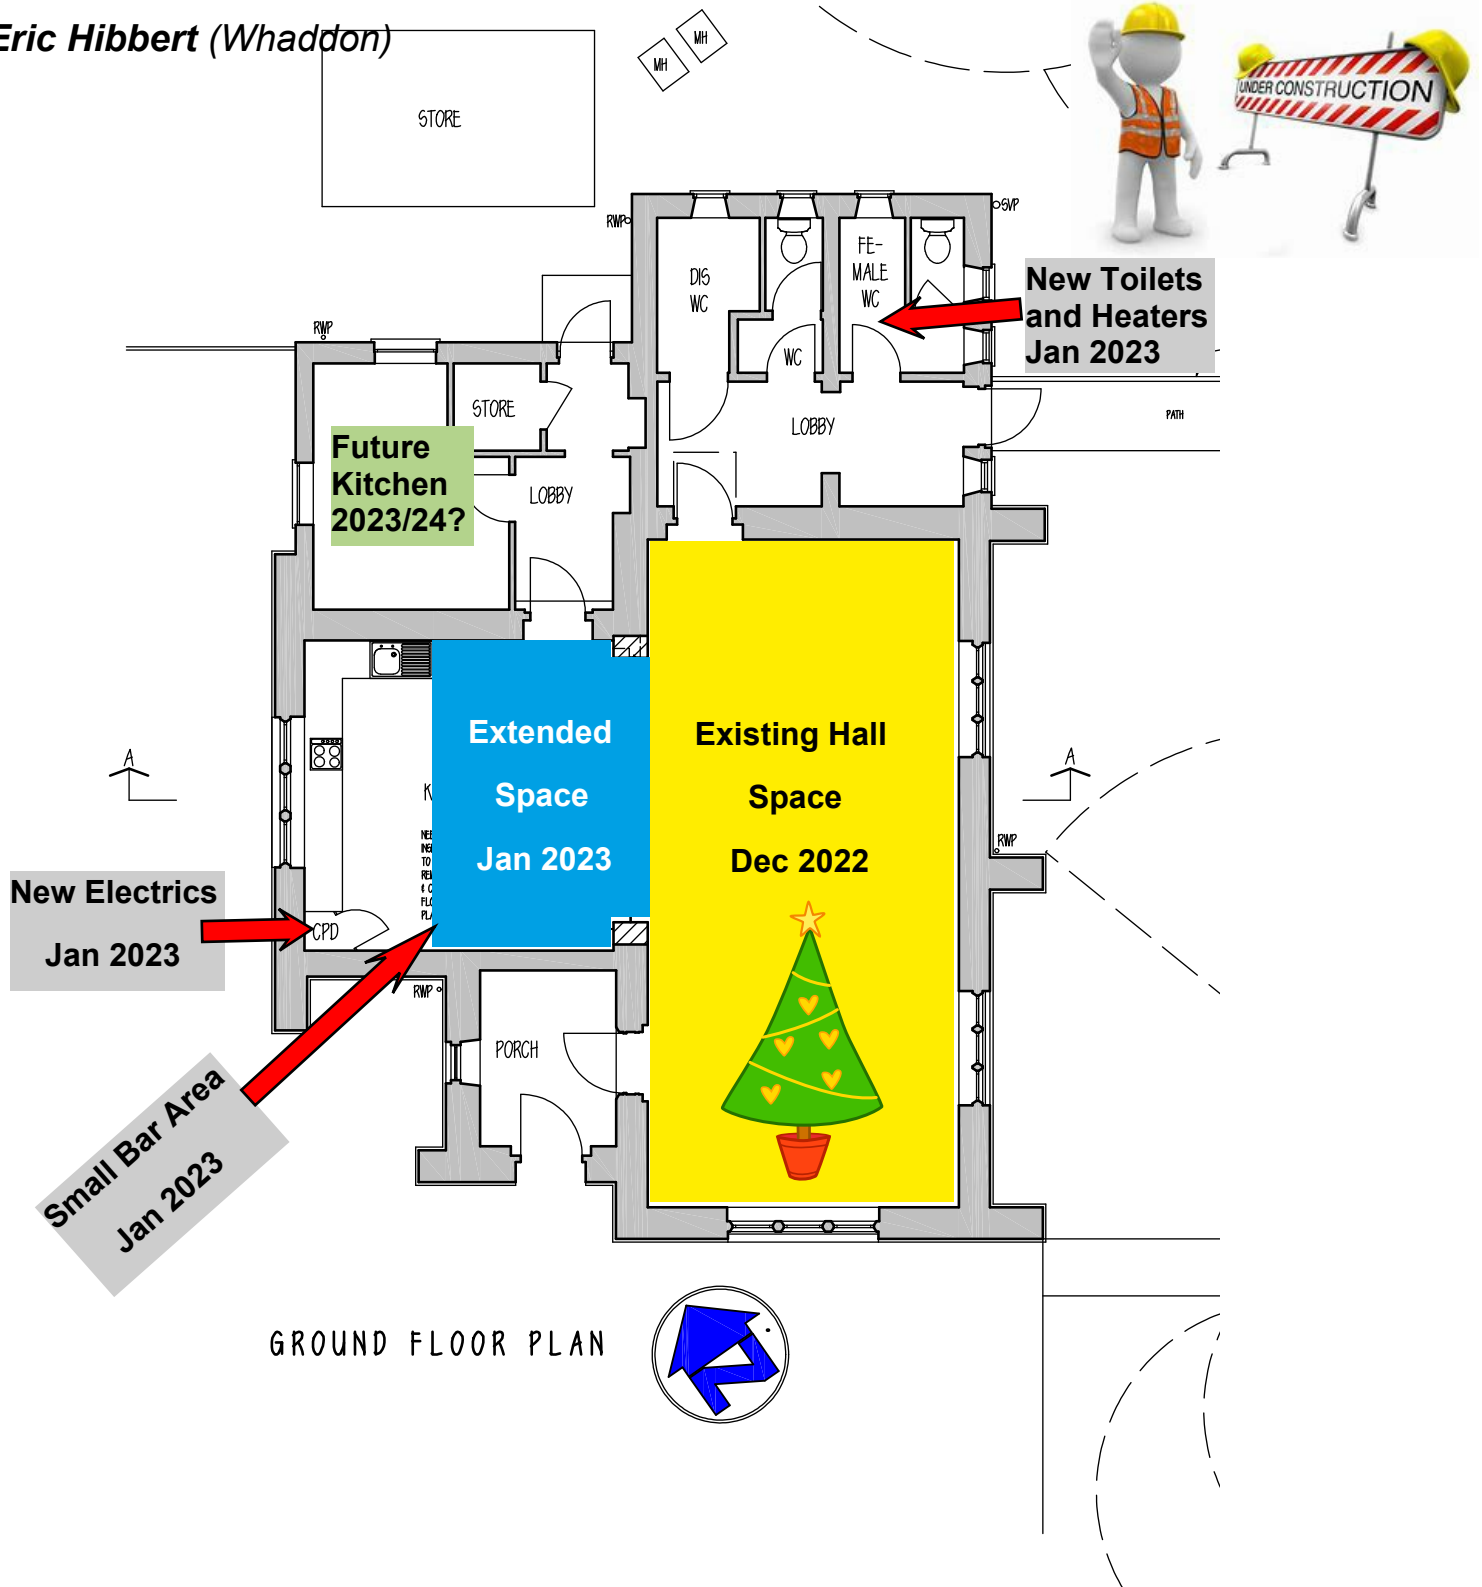 Eric Hibbert (Whaddon)
MH
MH
STORE
UNDER CONSTRUCTION
RWP
SVP
DIS
WC
FE-
MALE
WC
New Toilets
and Heaters
Jan 2023
RWP
WC
STORE
PATH
LOBBY
Future
Kitchen
2023/24?
LOBBY
Extended
Space
Jan 2023
Existing Hall
Space
Dec 2022
A
A
RWP
TO
New Electrics
Jan 2023
CPD
RWP
PORCH
Small Bar Area
Jan 2023
GROUND FLOOR PLAN